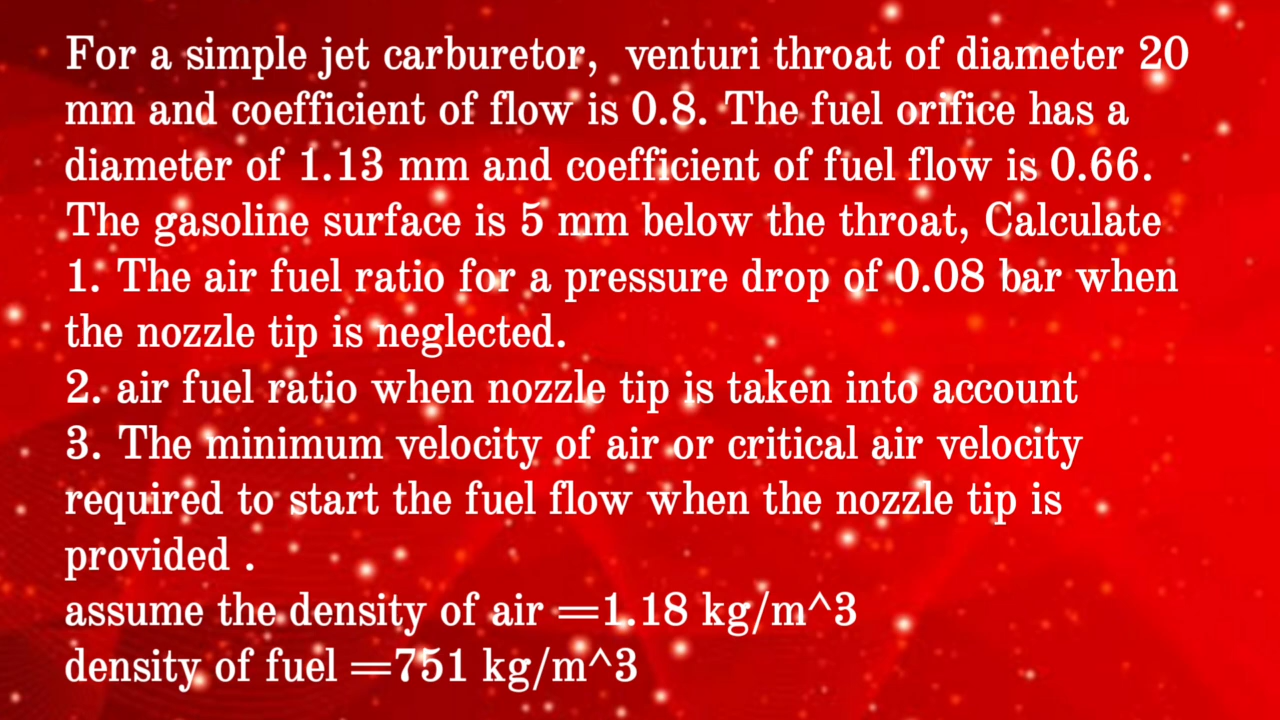 For a simple jet carburetor,  venturi throat of diameter 20
mm and coefficient of flow is 0.8. The fuel orifice has a
diameter of 1.13 mm and coefficient of fuel flow is 0.66.
The gasoline surface is 5 mm below the throat, Calculate
1. The air fuel ratio for a pressure drop of 0.08 bar when
the nozzle tip is neglected.
2. air fuel ratio when nozzle tip is taken into account
3. The minimum velocity of air or critical air velocity
required to start the fuel flow when the nozzle tip is
provided .
assume the density of air =1.18 kg/m^3
density of fuel =751 kg/m^3